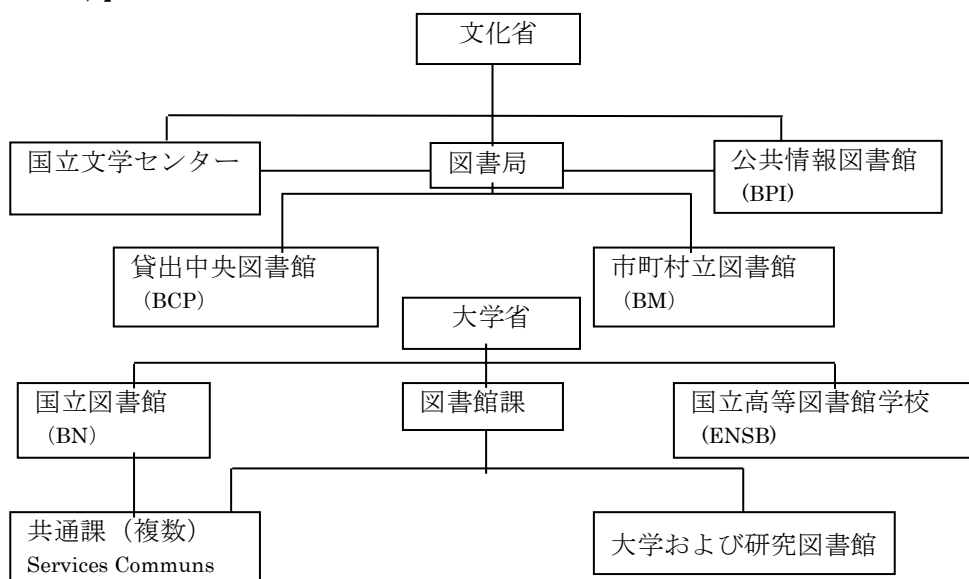 文化省
国立文学センター
図書局
公共情報図書館
(BPI)
貸出中央図書館
（BCP）
市町村立図書館
（BM）
大学省
国立図書館
（BN）
図書館課
国立高等図書館学校
(ENSB)
共通課（複数）
Services Communs
大学および研究図書館